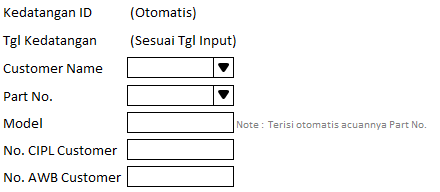 Kedatangan ID (Otomatis)
Tgl Kedatangan (Sesuai Tgl Input)
Customer Name
Part No.
Model Note : Terisi otomatis acuannya Part No.
No. CIPL Customer
No. AWB Customer